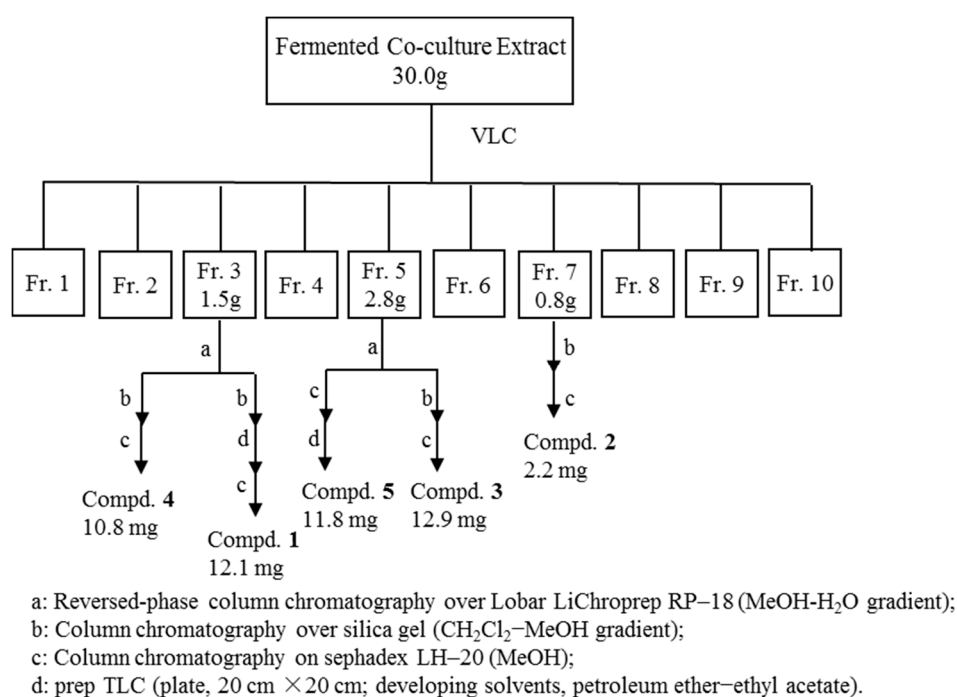 Fermented Co-culture Extract
30.0g
VLC
Fr. 1
Fr. 2
Fr. 3
1.5g
Fr. 4
Fr. 5
2.8g
Fr. 6
Fr. 7
0.8g
Fr. 8
Fr. 9
Fr. 10
a
b
c
b
d
c
a
c
d
b
c
b
c
Compd. 4
10.8 mg
Compd. 1
12.1 mg
Compd. 5
11.8 mg
Compd. 3
12.9 mg
Compd. 2
2.2 mg
a: Reversed-phase column chromatography over Lobar LiChroprep RP−18 (MeOH-H₂O gradient);
b: Column chromatography over silica gel (CH₂Cl₂−MeOH gradient);
c: Column chromatography on sephadex LH−20 (MeOH);
d: prep TLC (plate, 20 cm ×20 cm; developing solvents, petroleum ether−ethyl acetate).